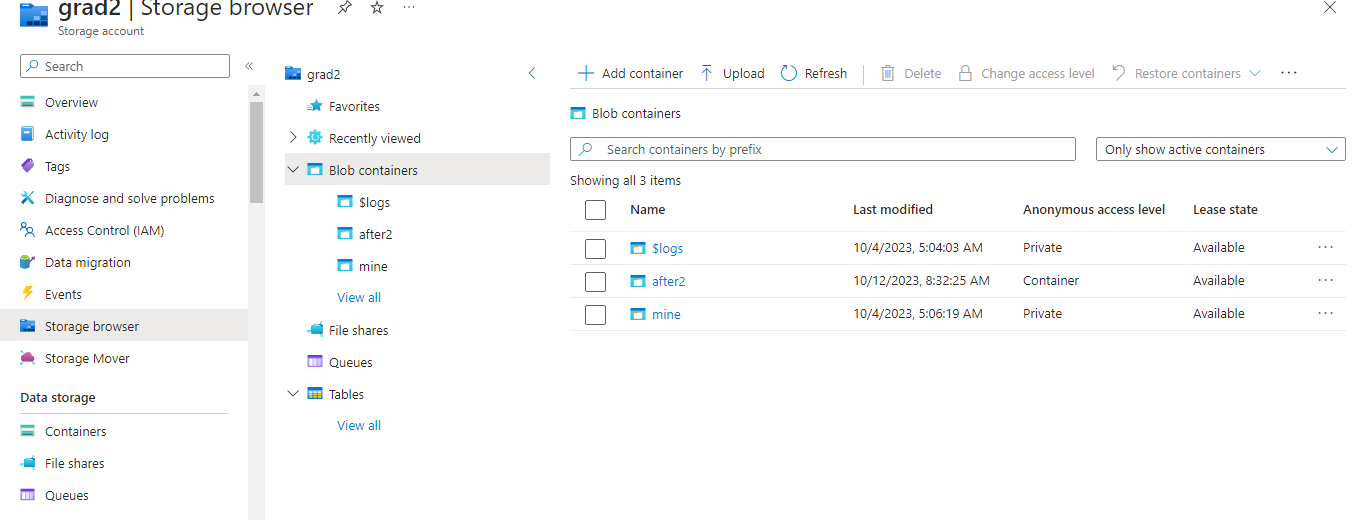 grad2 | Storage browser
Storage account
Search
Overview
Activity log
Tags
Diagnose and solve problems
Access Control (IAM)
Data migration
Events
Storage browser
Storage Mover
Data storage
Containers
File shares
Queues
grad2
Favorites
Recently viewed
Blob containers
$logs
after2
mine
View all
File shares
Queues
Tables
View all
Add container Upload Refresh Delete Change access level Restore containers
Blob containers
Search containers by prefix Only show active containers
Showing all 3 items
Name Last modified Anonymous access level Lease state
$logs 10/4/2023, 5:04:03 AM Private Available
after2 10/12/2023, 8:32:25 AM Container Available
mine 10/4/2023, 5:06:19 AM Private Available